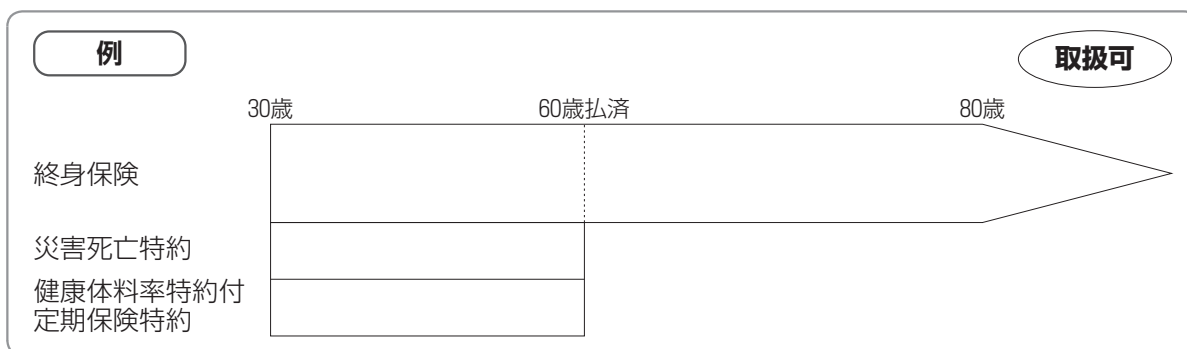 例
取扱可
30歳 60歳払済 80歳
終身保険
災害死亡特約
健康体料率特約付
定期保険特約